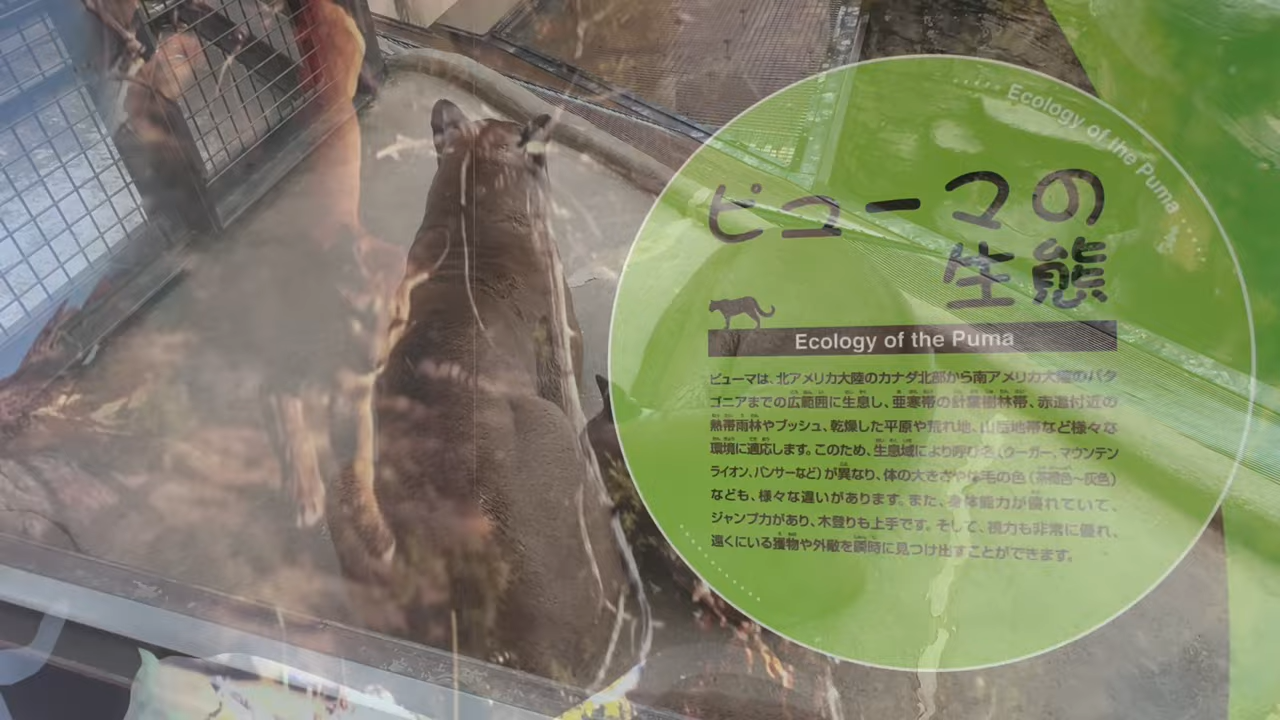 Ecology of the Puma
ピューマの
生態
Ecology of the Puma
ピューマは、北アメリカ大陸のカナダ北部から南アメリカ大陸のパタ
ゴニアまでの広範囲に生息し、亜寒帯の針葉樹林帯、赤道付近の
熱帯雨林やブッシュ、乾燥した平原や荒れ地、山岳地帯など様々な
環境に適応します。このため、生息域により呼び名（クーガー、マウンテン
ライオン、パンサーなど）が異なり、体の大きさや体毛の色（茶褐色～灰色）
なども、様々な違いがあります。また、身体能力が優れていて、
ジャンプ力があり、木登りも上手です。そして、視力も非常に優れ、
遠くにいる獲物や外敵を瞬時に見つけ出すことができます。